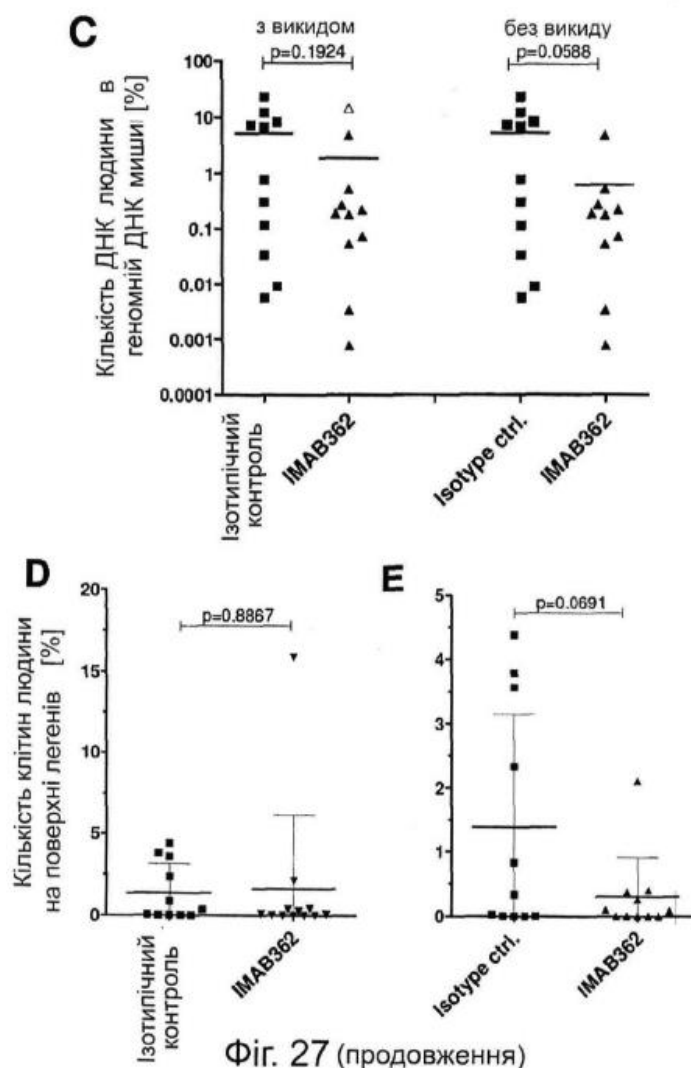 C
з викидом
без викиду
p=0.1924
p=0.0588
Кількість ДНК людини в
геномній ДНК миши [%]
100
10
1
0.1
0.01
0.001
0.0001
Ізотипічний
контроль
IMAB362
Isotype ctrl.
IMAB362
D
E
p=0.8867
p=0.0691
Кількість клітин людини
на поверхні легенів [%]
20
15
10
5
0
5
4
3
2
1
0
Ізотипічний
контроль
IMAB362
Isotype ctrl.
IMAB362
Фіг. 27 (продовження)